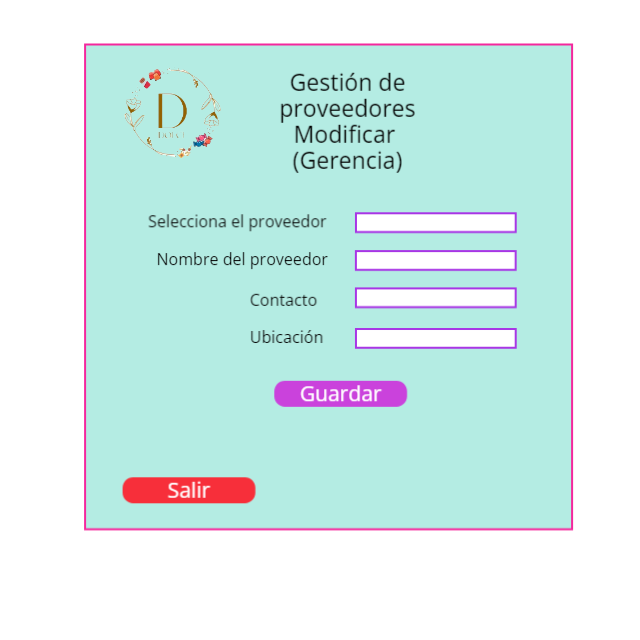 D
Gestión de
proveedores
Modificar
(Gerencia)
Selecciona el proveedor
Nombre del proveedor
Contacto
Ubicación
Guardar
Salir